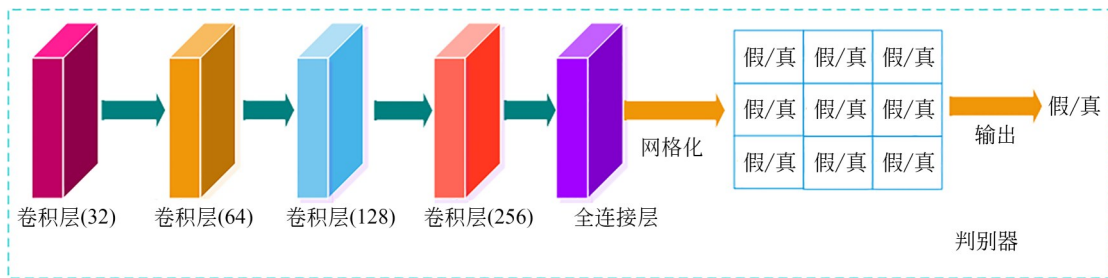 假/真 假/真 假/真
假/真 假/真 假/真
假/真 假/真 假/真
网格化
输出
假/真
卷积层(32) 卷积层(64) 卷积层(128) 卷积层(256) 全连接层
判别器